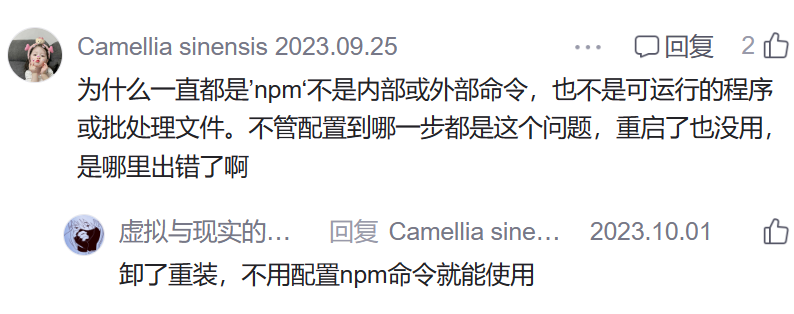 Camellia sinensis 2023.09.25 ··· 回复 2
为什么一直都是’npm‘不是内部或外部命令，也不是可运行的程序
或批处理文件。不管配置到哪一步都是这个问题，重启了也没用，
是哪里出错了啊
虚拟与现实的… 回复 Camellia sine… 2023.10.01
卸了重装，不用配置npm命令就能使用